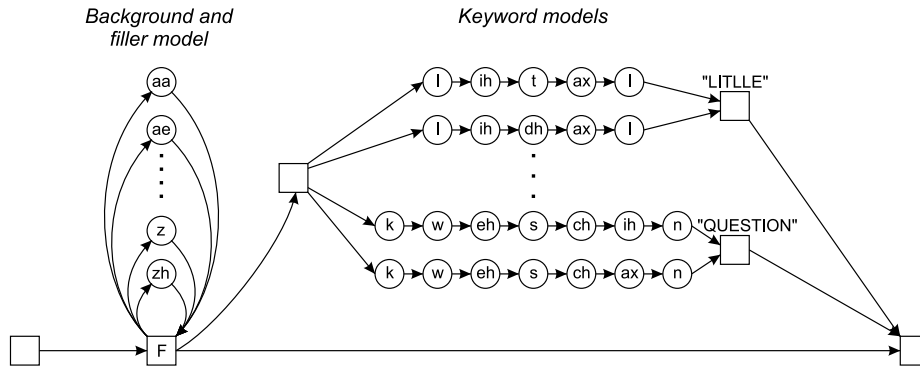 Background and
filler model
Keyword models
aa
ae
z
zh
F
l ih t ax l
"LITLLE"
l ih dh ax l
k w eh s ch ih n
"QUESTION"
k w eh s ch ax n